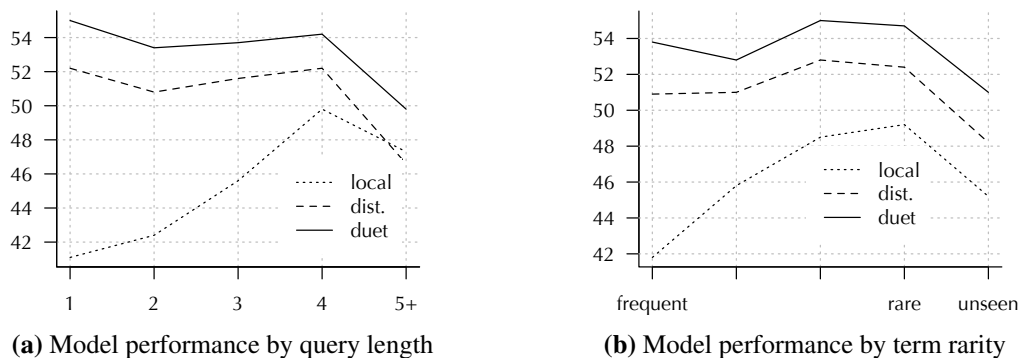 54
52
50
48
46
44
42
1 2 3 4 5+
local
dist.
duet
(a) Model performance by query length
54
52
50
48
46
44
42
frequent rare unseen
local
dist.
duet
(b) Model performance by term rarity